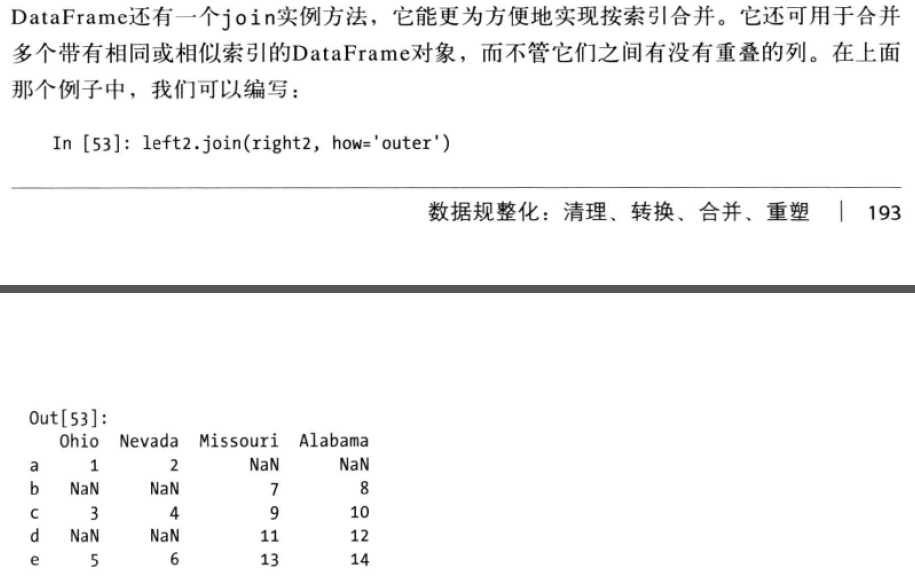 DataFrame还有一个join实例方法，它能更为方便地实现按索引合并。它还可用于合并
多个带有相同或相似索引的DataFrame对象，而不管它们之间有没有重叠的列。在上面
那个例子中，我们可以编写：
In [53]: left2.join(right2, how='outer')
数据规整化：清理、转换、合并、重塑 | 193
Out[53]:
Ohio Nevada Missouri Alabama
a 1 2 NaN NaN
b NaN NaN 7 8
c 3 4 9 10
d NaN NaN 11 12
e 5 6 13 14